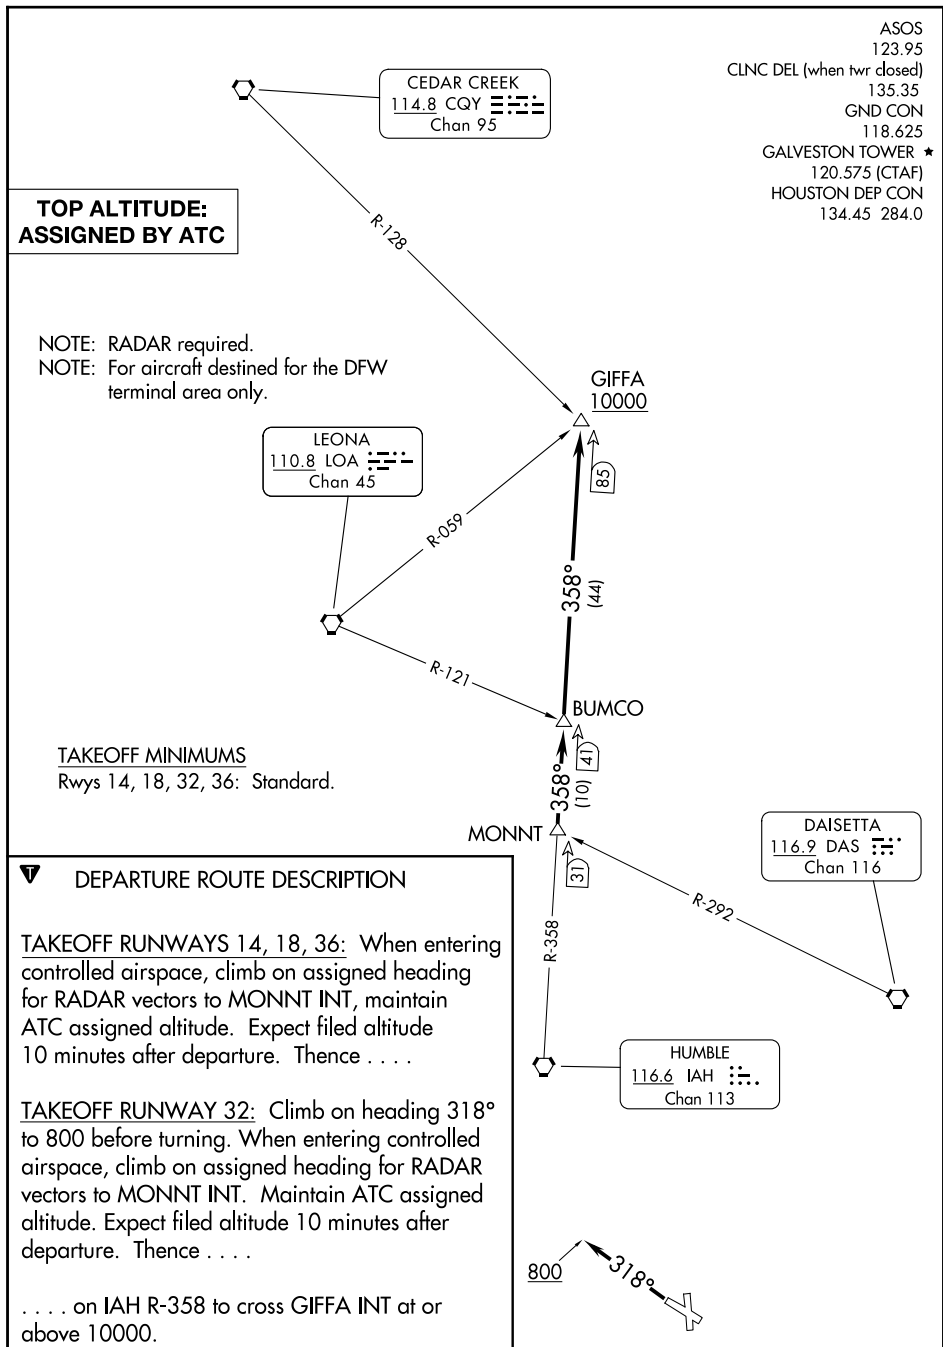 ASOS
123.95
CLNC DEL (when twr closed)
135.35
GND CON
118.625
GALVESTON TOWER ★
120.575 (CTAF)
HOUSTON DEP CON
134.45 284.0
CEDAR CREEK
114.8 CQY
Chan 95
TOP ALTITUDE:
ASSIGNED BY ATC
R-128
NOTE: RADAR required.
NOTE: For aircraft destined for the DFW
terminal area only.
GIFFA
10000
LEONA
110.8 LOA
Chan 45
85
R-059
358°
(44)
R-121
BUMCO
41
TAKEOFF MINIMUMS
Rwys 14, 18, 32, 36: Standard.
358°
(10)
MONNT
31
DAISETTA
116.9 DAS
Chan 116
R-292
R-358
HUMBLE
116.6 IAH
Chan 113
T DEPARTURE ROUTE DESCRIPTION
TAKEOFF RUNWAYS 14, 18, 36: When entering
controlled airspace, climb on assigned heading
for RADAR vectors to MONNT INT, maintain
ATC assigned altitude. Expect filed altitude
10 minutes after departure. Thence . . . .
TAKEOFF RUNWAY 32: Climb on heading 318°
to 800 before turning. When entering controlled
airspace, climb on assigned heading for RADAR
vectors to MONNT INT. Maintain ATC assigned
altitude. Expect filed altitude 10 minutes after
departure. Thence . . . .
. . . . on IAH R-358 to cross GIFFA INT at or
above 10000.
800
318°